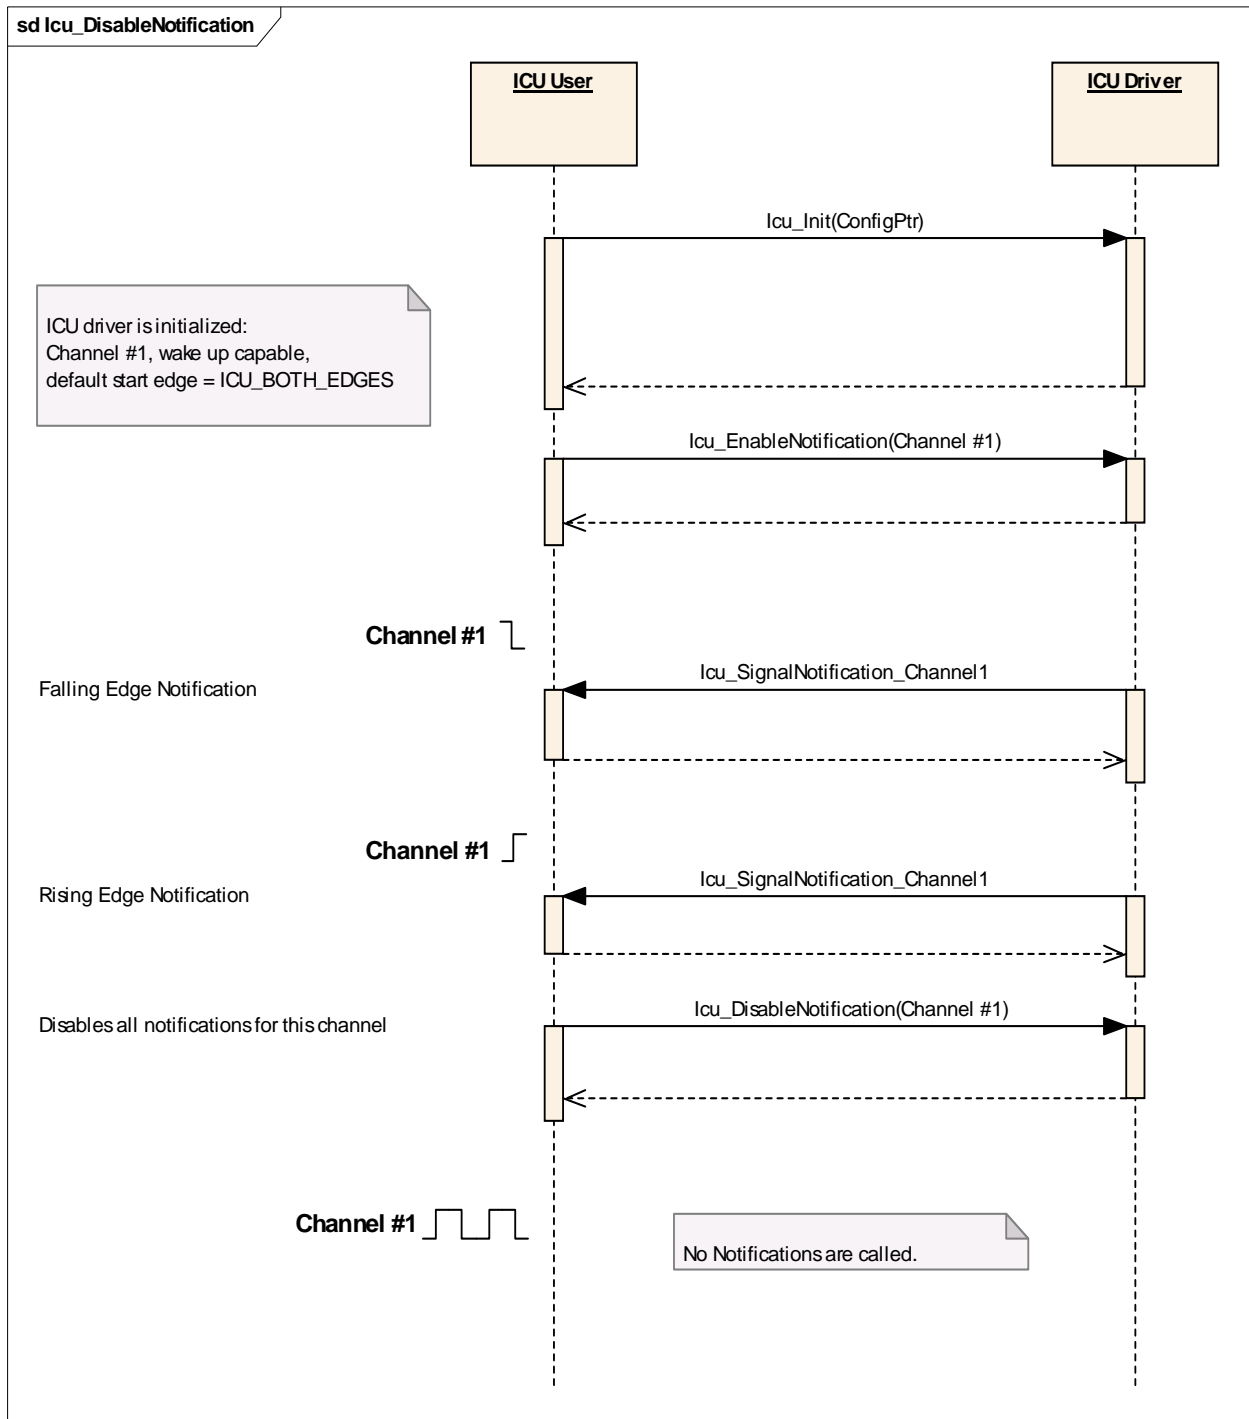 sd Icu_DisableNotification
ICU User
ICU Driver
Icu_Init(ConfigPtr)
ICU driver is initialized:
Channel #1, wake up capable,
default start edge = ICU_BOTH_EDGES
Icu_EnableNotification(Channel #1)
Channel #1
Falling Edge Notification
Icu_SignalNotification_Channel1
Channel #1
Rising Edge Notification
Icu_SignalNotification_Channel1
Disables all notifications for this channel
Icu_DisableNotification(Channel #1)
Channel #1
No Notifications are called.